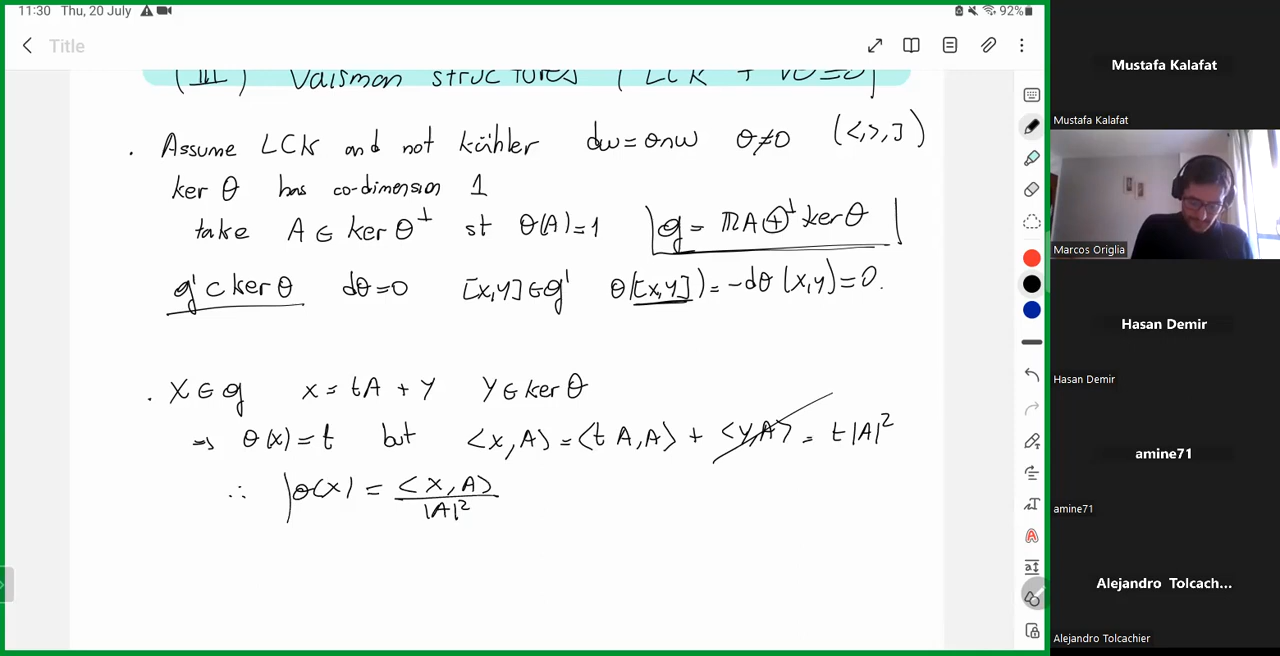 11:30 Thu, 20 July
92%
Title
(III) Vaisman structures (LCK + ∇θ=0)
. Assume LCK and not kähler dω=θ∧ω θ≠0 (<,>,J)
ker θ has co-dimension 1
take A ∈ ker θ^⊥ st θ(A)=1 |g = ℝA ⊕^⊥ ker θ|
g' ⊂ ker θ dθ=0 [x,y]∈g' θ([x,y])=-dθ(x,y)=0.
. X ∈ g x = tA + Y Y ∈ ker θ
⇒ θ(x) = t but <x,A> = <tA,A> + <y,A> = t|A|²
∴ |θ(x) = <x,A>
|A|²
Mustafa Kalafat
Mustafa Kalafat
Marcos Origlia
Hasan Demir
Hasan Demir
amine71
amine71
Alejandro Tolcach...
Alejandro Tolcachier